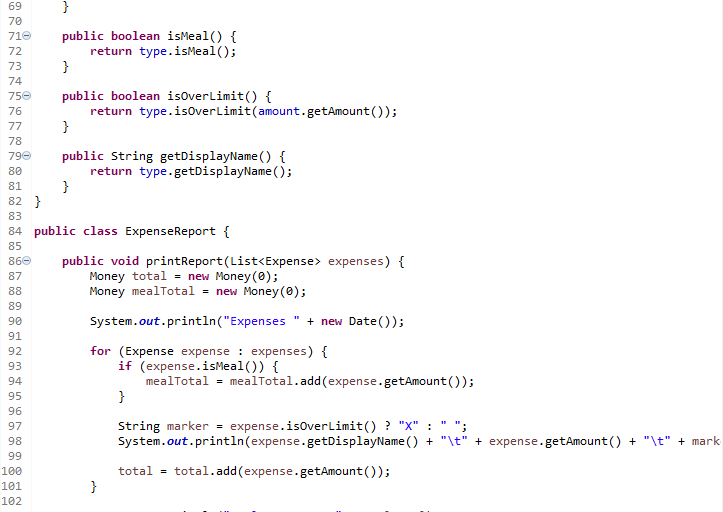 69     }
70
71     public boolean isMeal() {
72         return type.isMeal();
73     }
74
75     public boolean isOverLimit() {
76         return type.isOverLimit(amount.getAmount());
77     }
78
79     public String getDisplayName() {
80         return type.getDisplayName();
81     }
82 }
83
84 public class ExpenseReport {
85
86     public void printReport(List<Expense> expenses) {
87         Money total = new Money(0);
88         Money mealTotal = new Money(0);
89
90         System.out.println("Expenses " + new Date());
91
92         for (Expense expense : expenses) {
93             if (expense.isMeal()) {
94                 mealTotal = mealTotal.add(expense.getAmount());
95             }
96
97             String marker = expense.isOverLimit() ? "X" : " ";
98             System.out.println(expense.getDisplayName() + "\t" + expense.getAmount() + "\t" + mark
99
100             total = total.add(expense.getAmount());
101         }
102